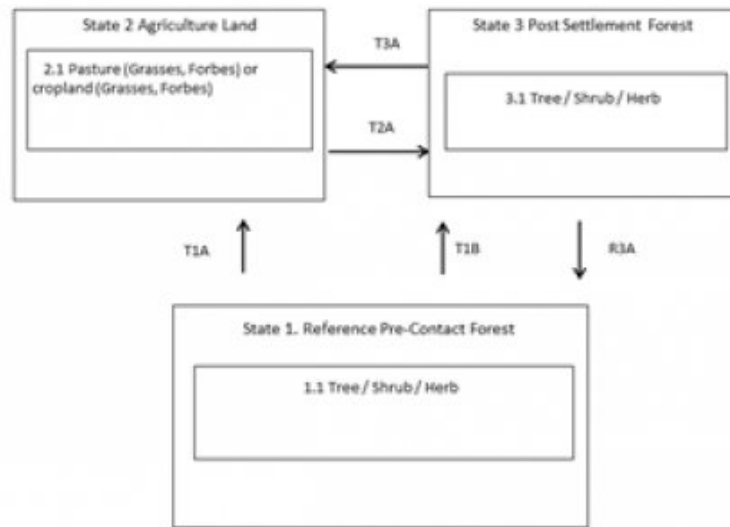 State 2 Agriculture Land
2.1 Pasture (Grasses, Forbes) or
cropland (Grasses, Forbes)
T3A
T2A
State 3 Post Settlement Forest
3.1 Tree / Shrub / Herb
T1A
T1B
R3A
State 1. Reference Pre-Contact Forest
1.1 Tree / Shrub / Herb